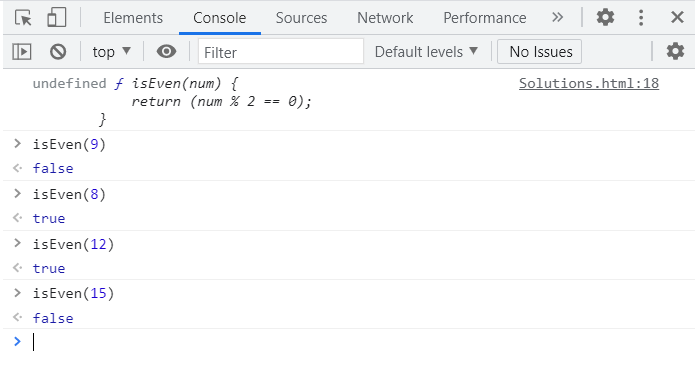 Elements Console Sources Network Performance »
top ▼ Filter Default levels ▼ No Issues
undefined ƒ isEven(num) { Solutions.html:18
return (num % 2 == 0);
}
> isEven(9)
< false
> isEven(8)
< true
> isEven(12)
< true
> isEven(15)
< false
>